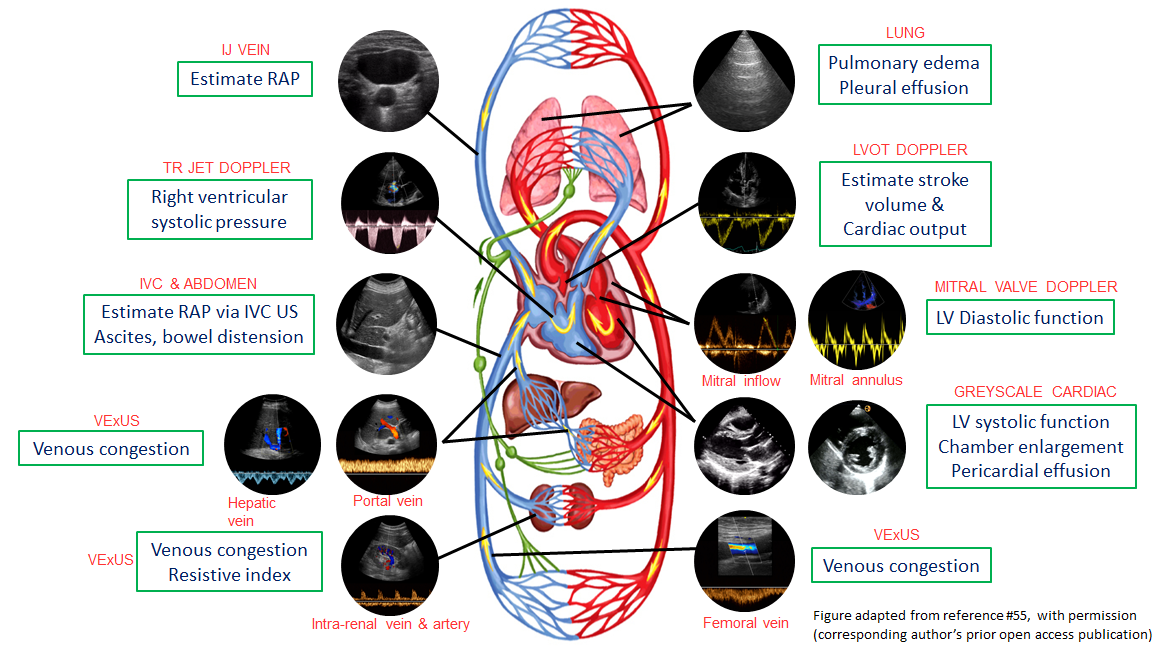 IJ VEIN
Estimate RAP
LUNG
Pulmonary edema
Pleural effusion
TR JET DOPPLER
Right ventricular
systolic pressure
LVOT DOPPLER
Estimate stroke
volume &
Cardiac output
IVC & ABDOMEN
Estimate RAP via IVC US
Ascites, bowel distension
MITRAL VALVE DOPPLER
LV Diastolic function
Mitral inflow
Mitral annulus
VExUS
Venous congestion
Hepatic
vein
Portal vein
GREYSCALE CARDIAC
LV systolic function
Chamber enlargement
Pericardial effusion
VExUS
Venous congestion
Resistive index
Intra-renal vein & artery
VExUS
Venous congestion
Femoral vein
Figure adapted from reference #55, with permission
(corresponding author's prior open access publication)